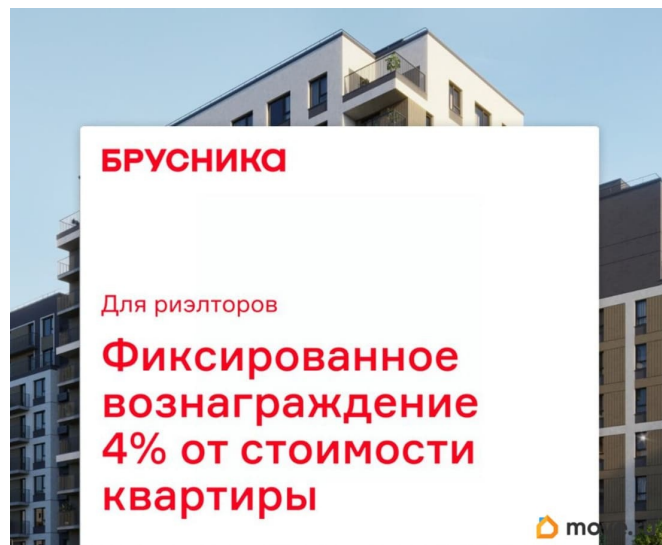 БРУСНИКА
Для риэлторов
Фиксированное
вознаграждение
4% от стоимости
квартиры